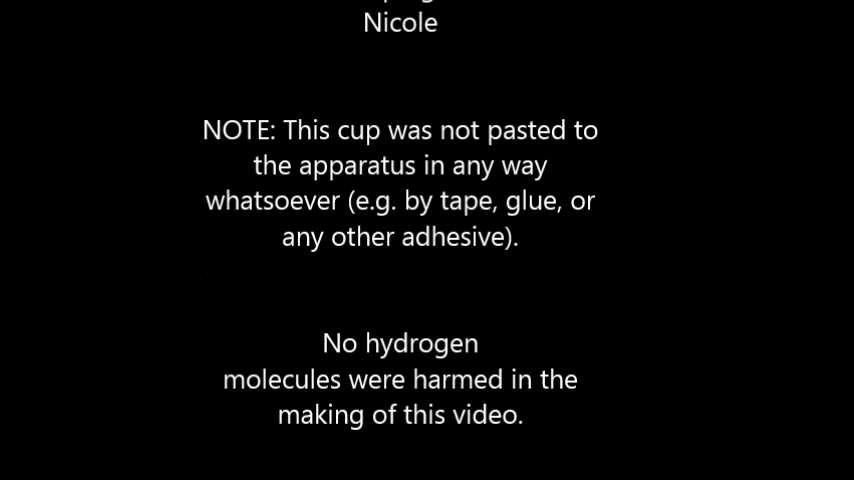 Nicole
NOTE: This cup was not pasted to
the apparatus in any way
whatsoever (e.g. by tape, glue, or
any other adhesive).
No hydrogen
molecules were harmed in the
making of this video.